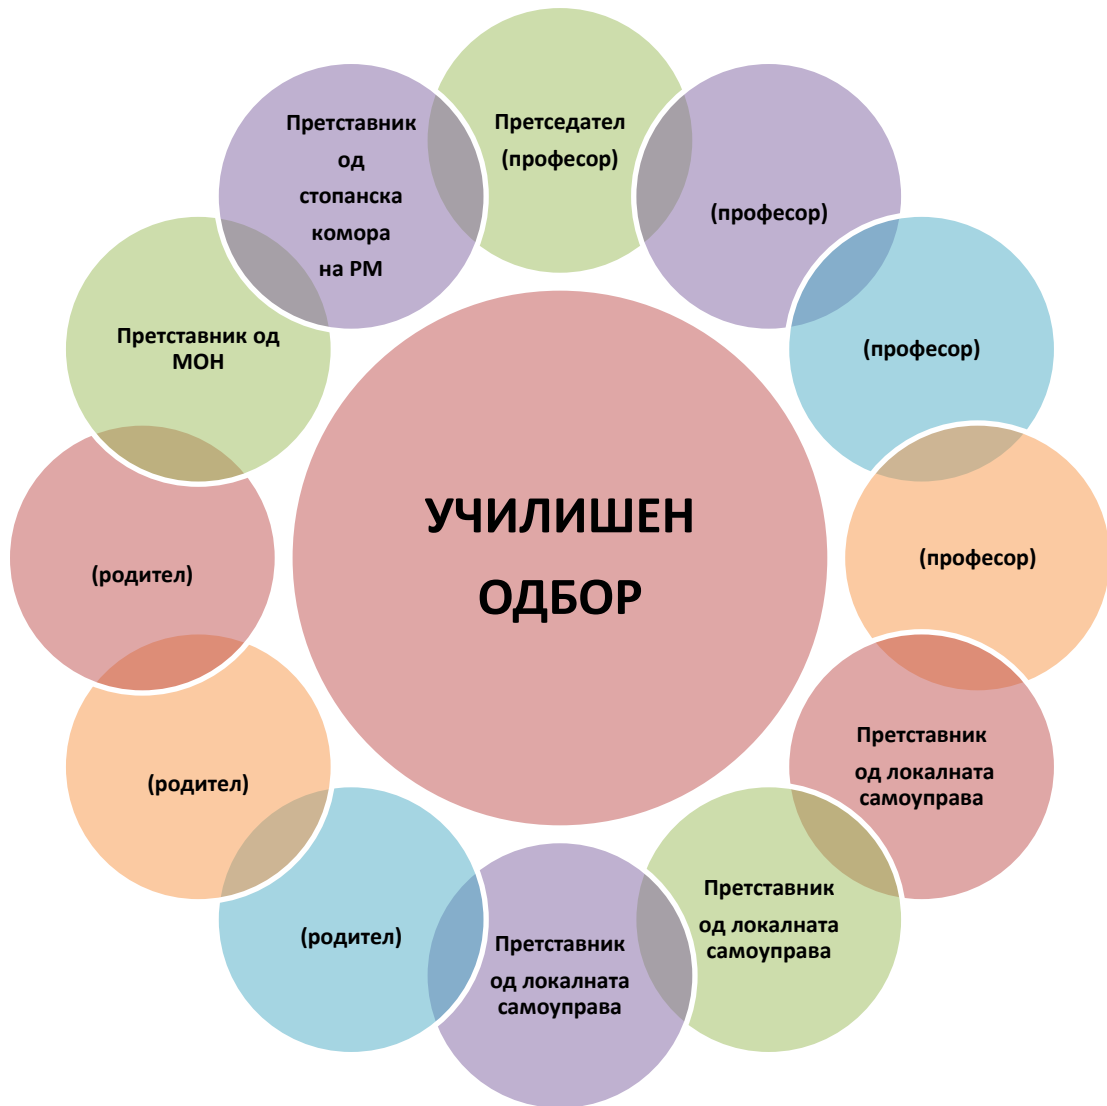 Претседател
(професор)
(професор)
(професор)
(професор)
Претставник
од локалната
самоуправа
Претставник
од локалната
самоуправа
Претставник
од локалната
самоуправа
(родител)
(родител)
(родител)
Претставник од
МОН
Претставник
од
стопанска
комора
на РМ
УЧИЛИШЕН
ОДБОР